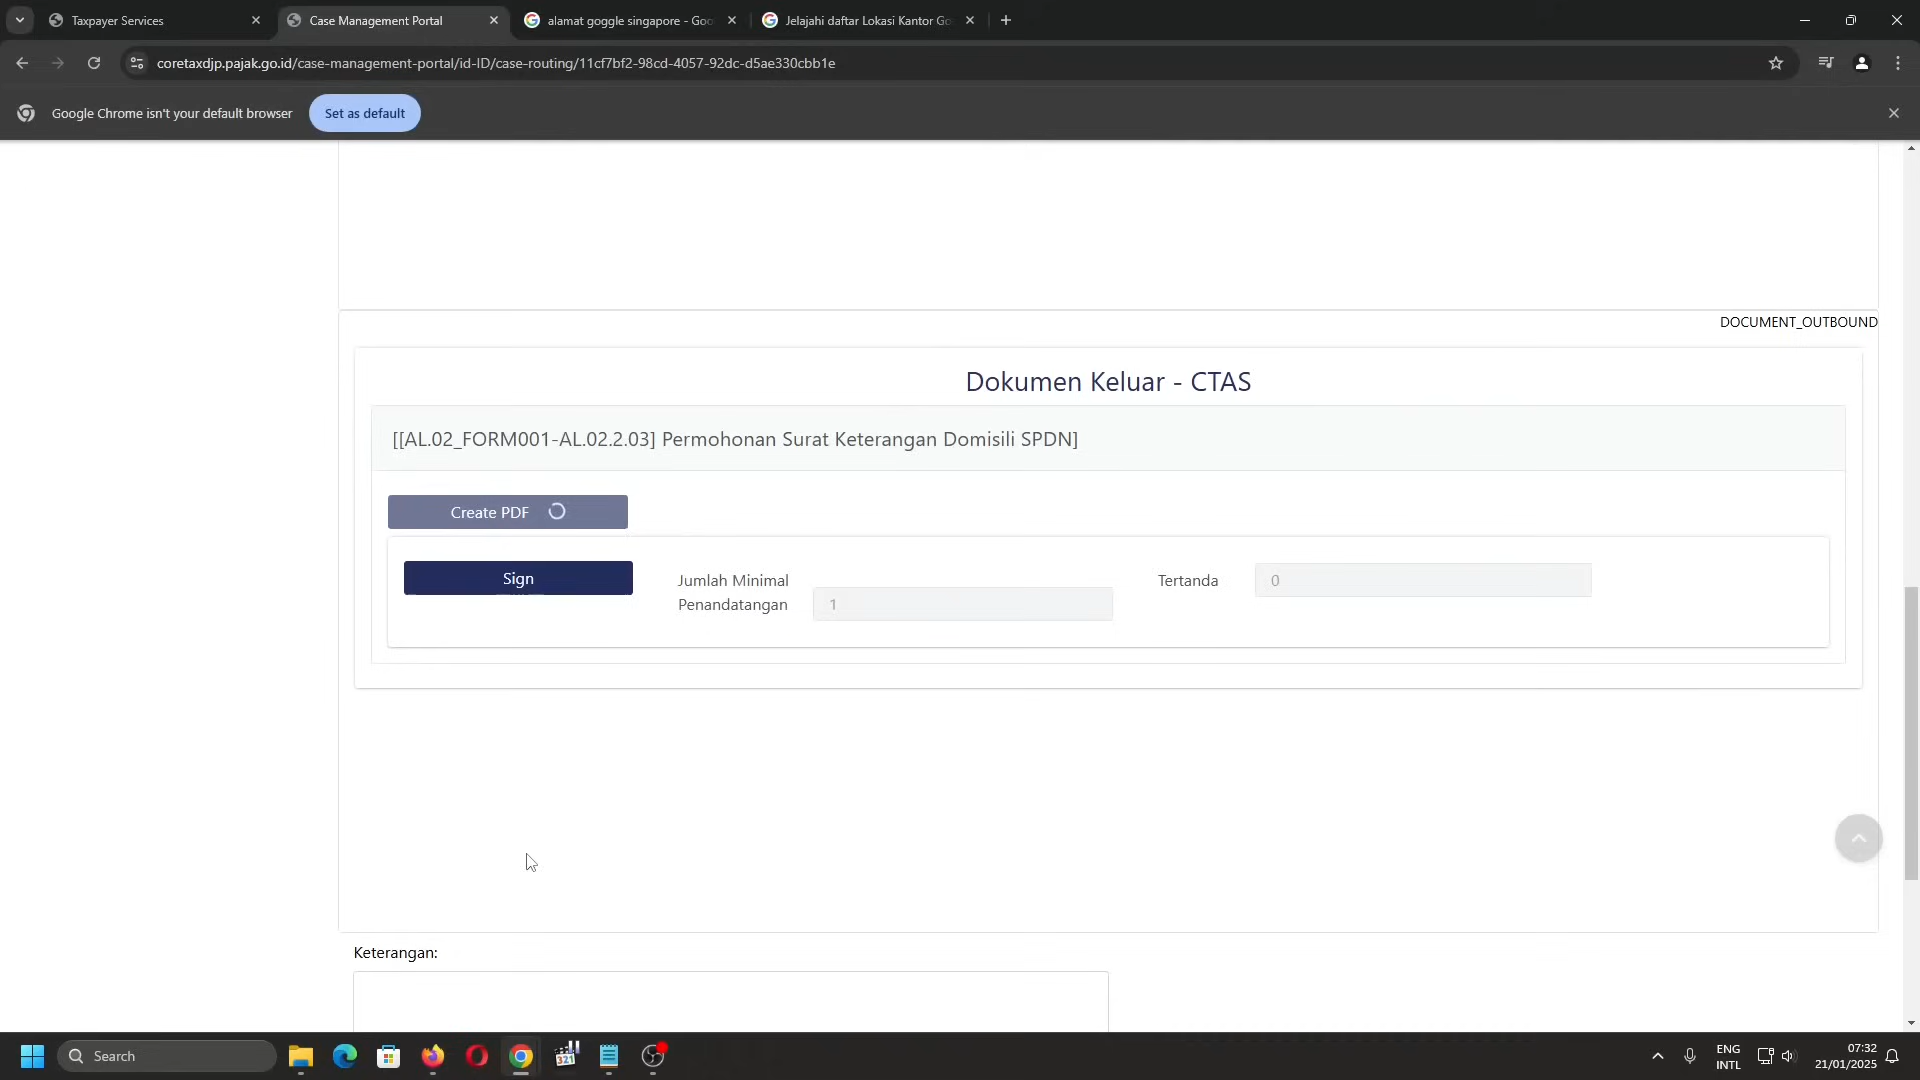 Taxpayer Services
Case Management Portal
alamat goggle singapore - Goo
Jelajahi daftar Lokasi Kantor Go
coretaxdjp.pajak.go.id/case-management-portal/id-ID/case-routing/11cf7bf2-98cd-4057-92dc-d5ae330cbb1e
Google Chrome isn't your default browser
Set as default
DOCUMENT_OUTBOUND
Dokumen Keluar - CTAS
[[AL.02_FORM001-AL.02.2.03] Permohonan Surat Keterangan Domisili SPDN]
Create PDF
Sign
Jumlah Minimal
Penandatangan
1
Tertanda
0
Keterangan:
Search
321
ENG
INTL
07:32
21/01/2025